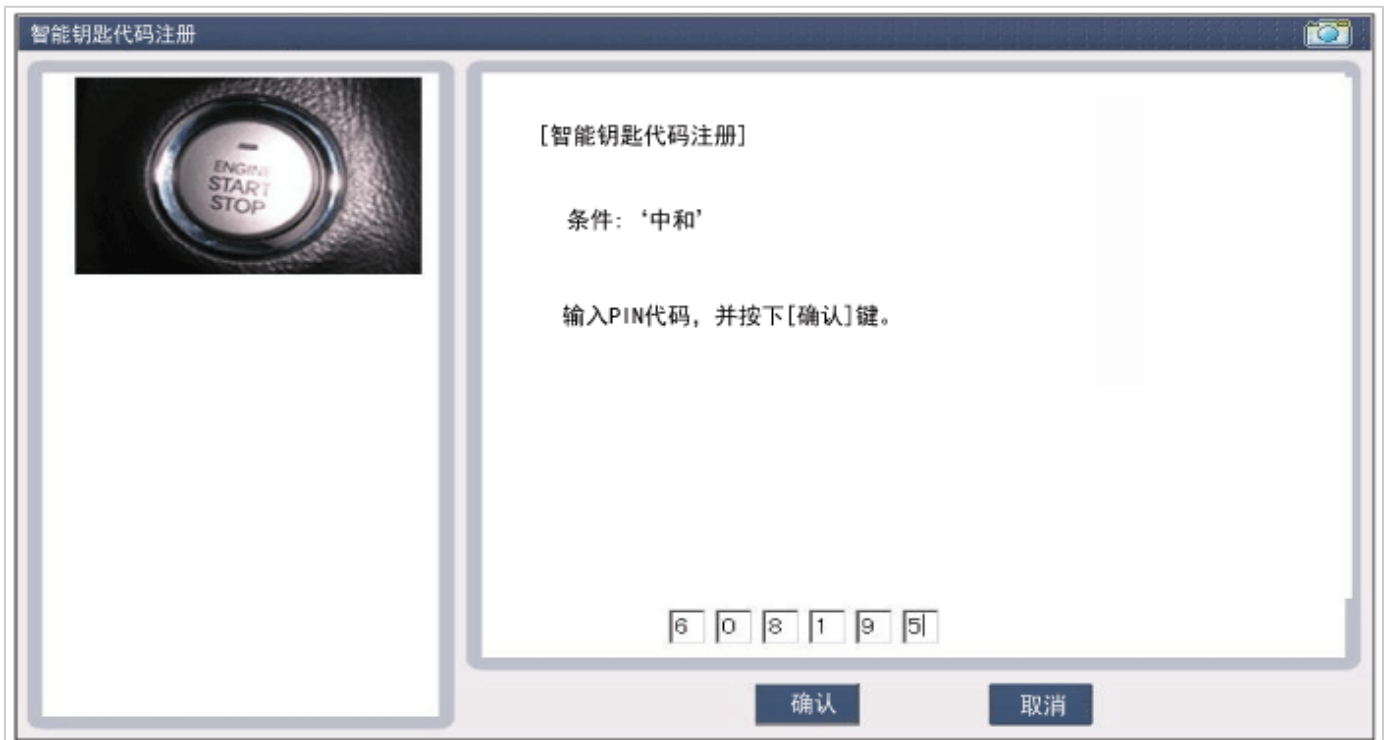 智能钥匙代码注册
ENGINE
START
STOP
[智能钥匙代码注册]
条件: ‘中和’
输入PIN代码, 并按下[确认]键。
6 0 8 1 9 5
确认 取消